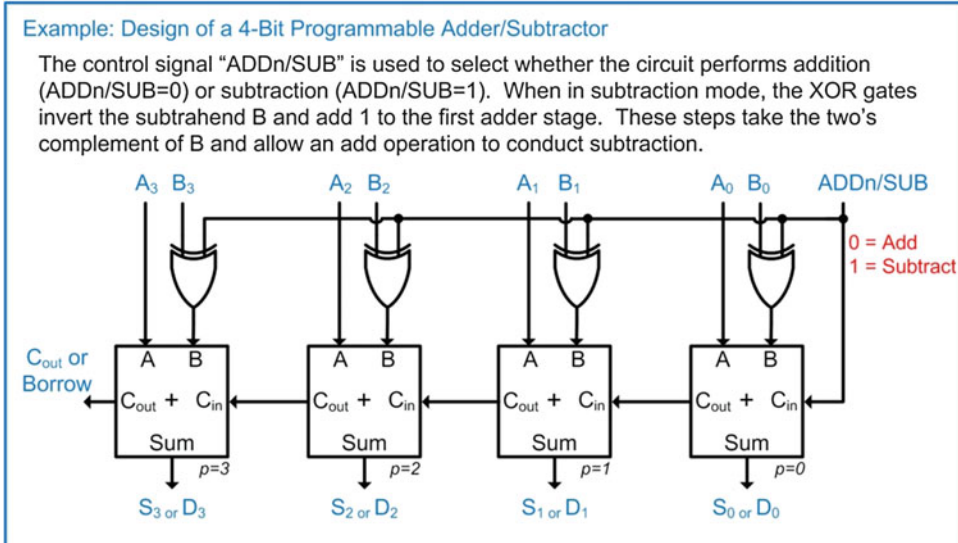 Example: Design of a 4-Bit Programmable Adder/Subtractor
The control signal “ADDn/SUB” is used to select whether the circuit performs addition
(ADDn/SUB=0) or subtraction (ADDn/SUB=1). When in subtraction mode, the XOR gates
invert the subtrahend B and add 1 to the first adder stage. These steps take the two’s
complement of B and allow an add operation to conduct subtraction.
A3 B3 A2 B2 A1 B1 A0 B0 ADDn/SUB
0 = Add
1 = Subtract
A B A B A B A B
Cout or
Borrow
Cout + Cin Cout + Cin Cout + Cin Cout + Cin
Sum Sum Sum Sum
p=3 p=2 p=1 p=0
S3 or D3 S2 or D2 S1 or D1 S0 or D0